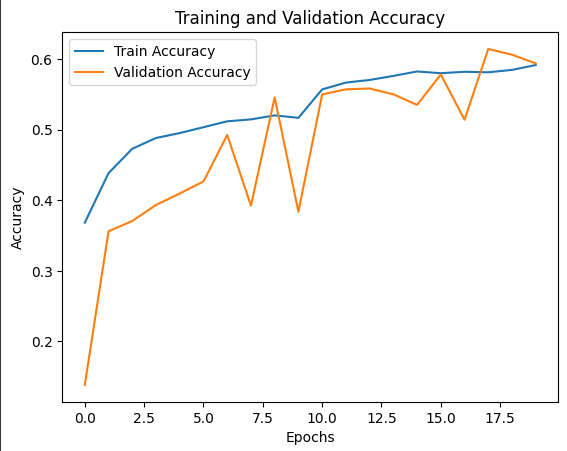 Training and Validation Accuracy
Train Accuracy
Validation Accuracy
0.6
0.5
0.4
0.3
0.2
Accuracy
0.0 2.5 5.0 7.5 10.0 12.5 15.0 17.5
Epochs